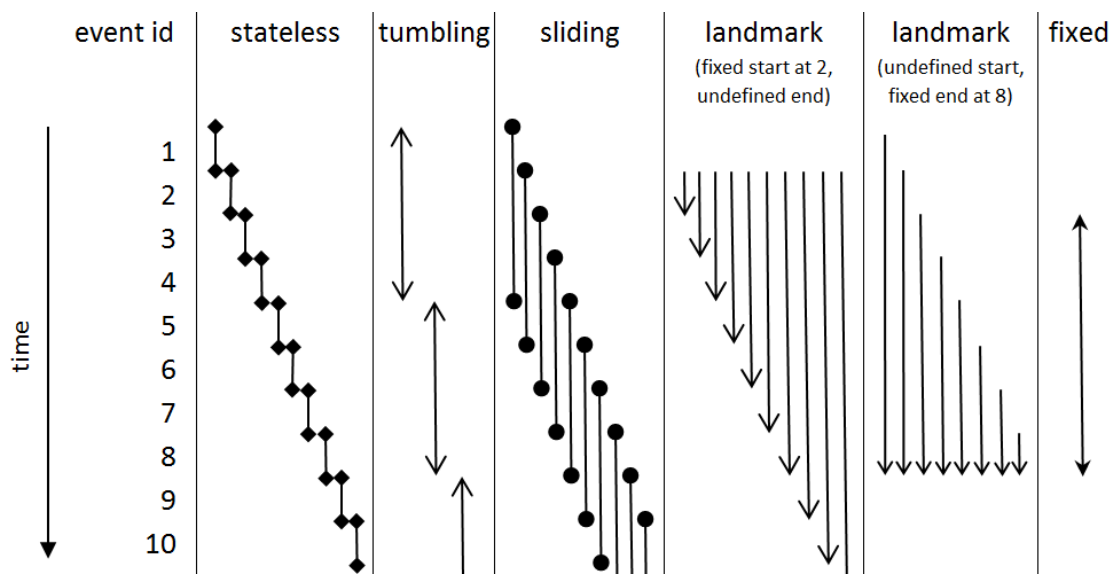 event id stateless tumbling sliding landmark landmark fixed
(fixed start at 2, (undefined start,
undefined end) fixed end at 8)
1
2
3
4
5
6
7
8
9
10
time